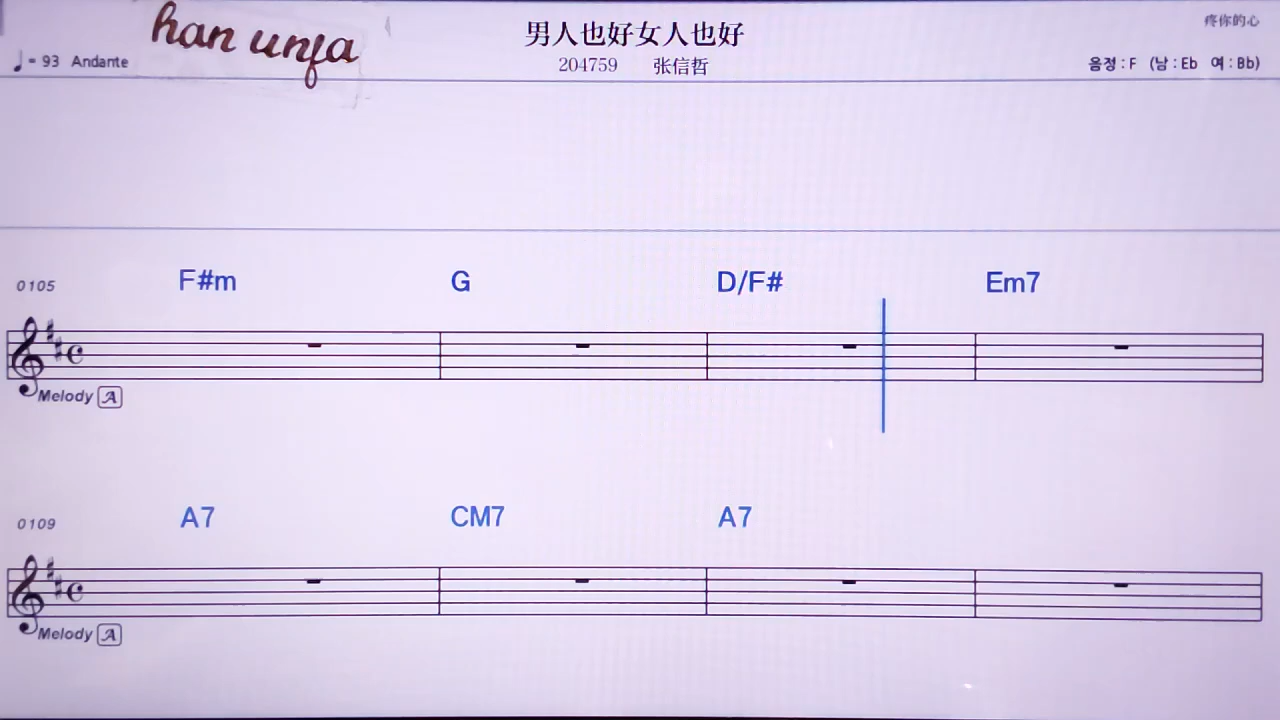 han unfa
男人也好女人也好
疼你的心
♩= 93 Andante
204759 张信哲
음정 : F (남 : Eb 여 : Bb)
F#m G D/F# Em7
0105
Melody A
A7 CM7 A7
0109
Melody A